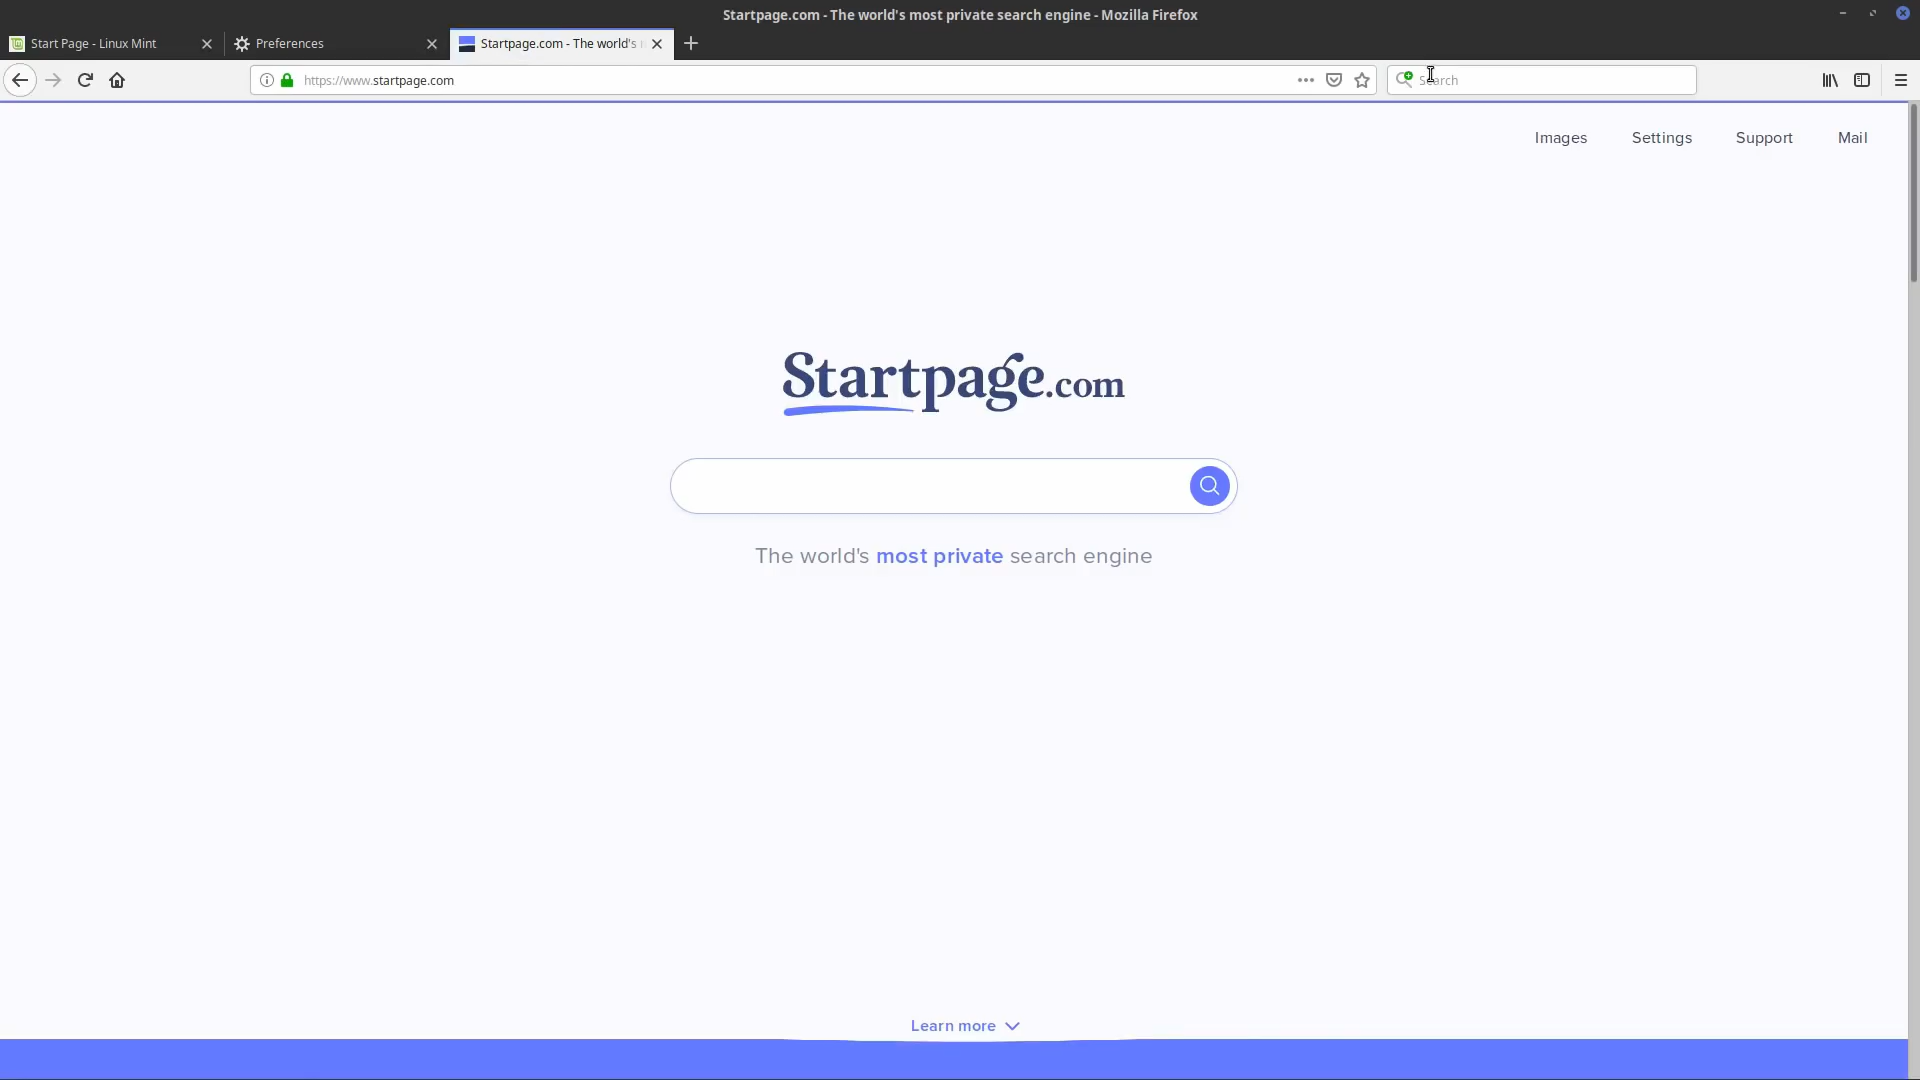 Startpage.com - The world's most private search engine - Mozilla Firefox
Start Page - Linux Mint
Preferences
Startpage.com - The world's
https://www.startpage.com
Search
Images
Settings
Support
Mail
Startpage.com
The world's most private search engine
Learn more